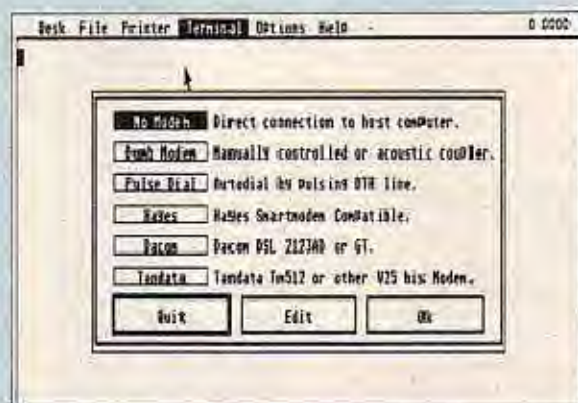 Desk File Printer Terminal Options Help -
No Modem Direct connection to host computer.
Dumb Modem Manually controlled or acoustic coupler.
Pulse Dial Autodial by pulsing DTR line.
Hayes Hayes Smartmodem Compatible.
Dacom Dacom DSL 2123AD or GT.
Tandata Tandata Tm512 or other V25 bis Modem.
Quit Edit Ok